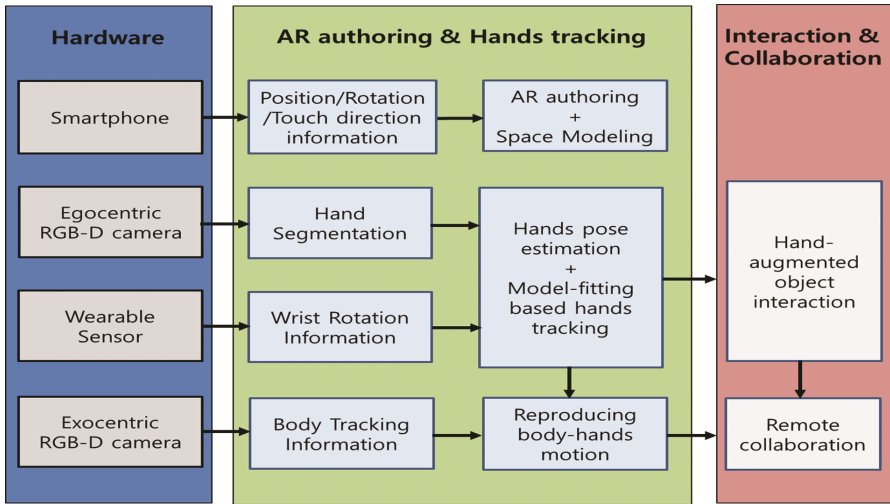 Hardware
Smartphone
Egocentric
RGB-D camera
Wearable
Sensor
Exocentric
RGB-D camera
AR authoring & Hands tracking
Position/Rotation
/Touch direction
information
AR authoring
+
Space Modeling
Hand
Segmentation
Wrist Rotation
Information
Hands pose
estimation
+
Model-fitting
based hands
tracking
Body Tracking
Information
Reproducing
body-hands
motion
Interaction &
Collaboration
Hand-
augmented
object
interaction
Remote
collaboration